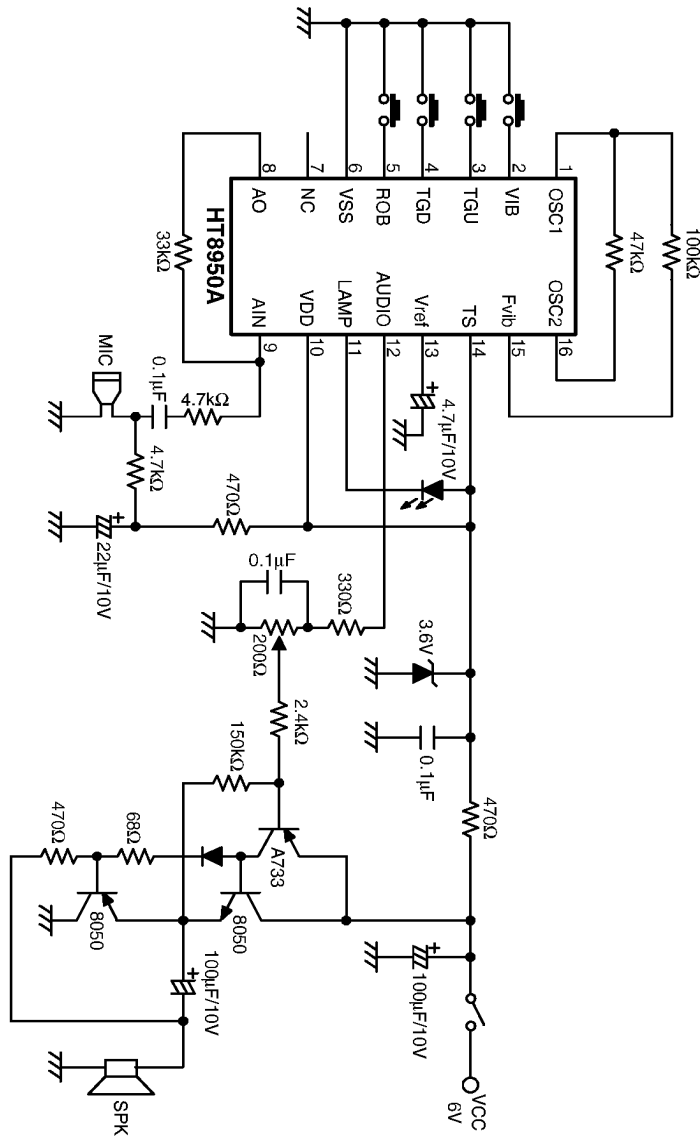 100kΩ
47kΩ
1
2
3
4
5
6
7
8
OSC1
VIB
TGU
TGD
ROB
VSS
NC
AO
HT8950A
OSC2
Fvib
TS
Vref
AUDIO
LAMP
VDD
AIN
16
15
14
13
12
11
10
9
33kΩ
4.7kΩ
0.1μF
MIC
4.7kΩ
470Ω
+
22μF/10V
+
4.7μF/10V
330Ω
0.1μF
200Ω
3.6V
0.1μF
470Ω
2.4kΩ
150kΩ
A733
8050
68Ω
470Ω
8050
+
100μF/10V
+
100μF/10V
SPK
VCC
6V